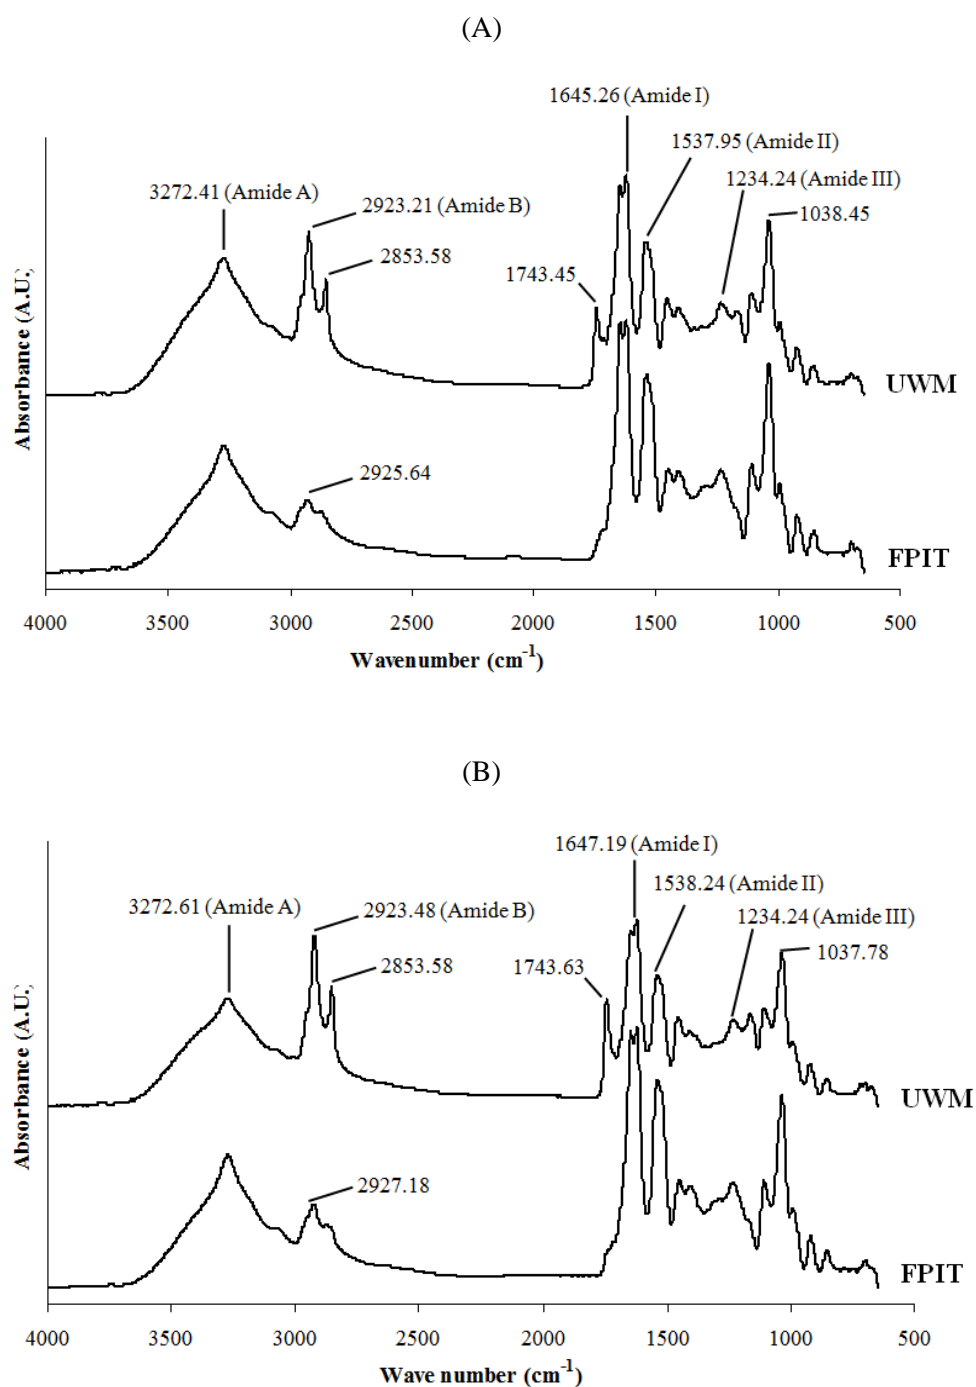 (A)
1645.26 (Amide I)
1537.95 (Amide II)
3272.41 (Amide A)
1234.24 (Amide III)
2923.21 (Amide B)
1038.45
2853.58
1743.45
Absorbance (A.U.)
UWM
2925.64
FPIT
4000 3500 3000 2500 2000 1500 1000 500
Wavenumber (cm-1)
(B)
1647.19 (Amide I)
1538.24 (Amide II)
3272.61 (Amide A)
2923.48 (Amide B)
1234.24 (Amide III)
2853.58
1743.63
1037.78
Absorbance (A.U.)
UWM
2927.18
FPIT
4000 3500 3000 2500 2000 1500 1000 500
Wave number (cm-1)